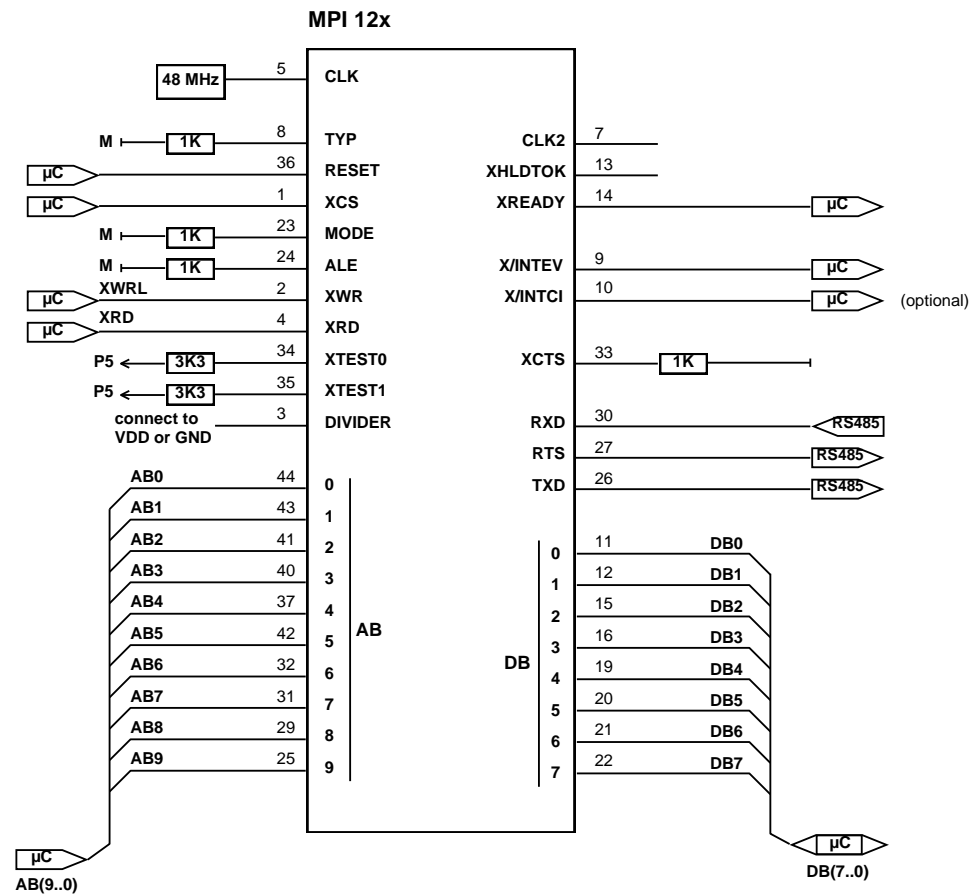 MPI 12x
48 MHz 5 CLK
M 1K 8 TYP CLK2 7
µC 36 RESET XHLDTOK 13
µC 1 XCS XREADY 14 µC
M 1K 23 MODE
M 1K 24 ALE X/INTEV 9 µC
µC XWRL 2 XWR X/INTCI 10 µC (optional)
µC XRD 4 XRD
P5 3K3 34 XTEST0 XCTS 33 1K
P5 3K3 35 XTEST1
connect to
VDD or GND 3 DIVIDER RXD 30 RS485
RTS 27 RS485
AB0 44 0 TXD 26 RS485
AB1 43 1
AB2 41 2 0 11 DB0
AB3 40 3 1 12 DB1
AB4 37 4 2 15 DB2
AB5 42 5 AB 3 16 DB3
AB6 32 6 DB 4 19 DB4
AB7 31 7 5 20 DB5
AB8 29 8 6 21 DB6
AB9 25 9 7 22 DB7
µC µC
AB(9..0) DB(7..0)